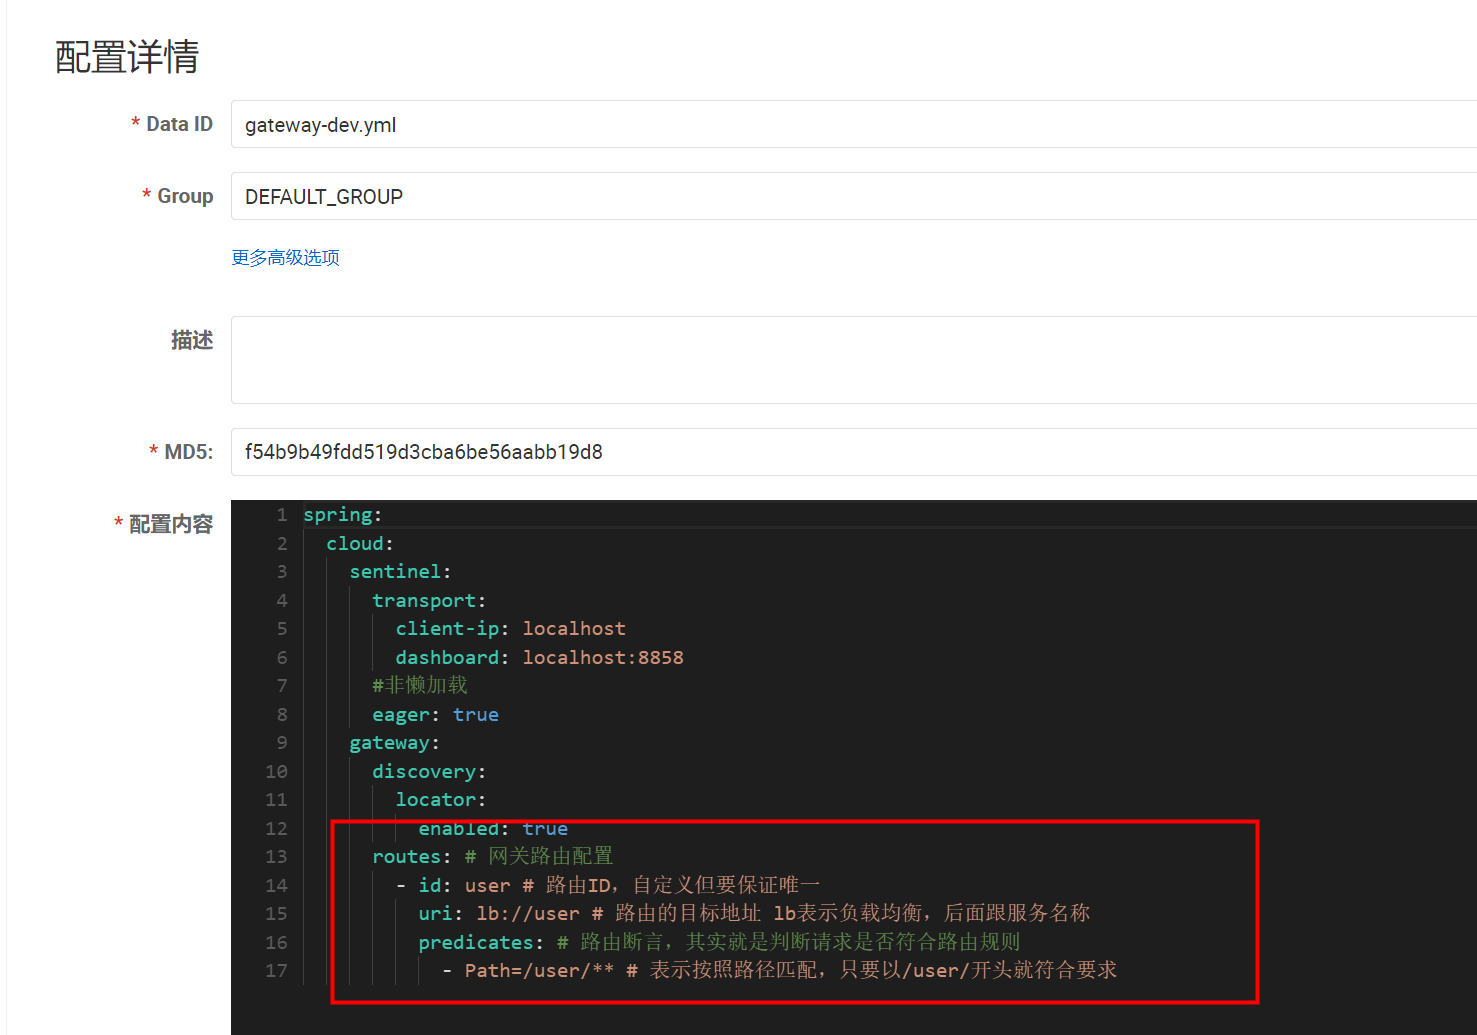 配置详情
* Data ID
gateway-dev.yml
* Group
DEFAULT_GROUP
更多高级选项
描述
* MD5:
f54b9b49fdd519d3cba6be56aabb19d8
* 配置内容
1 spring:
2 cloud:
3 sentinel:
4 transport:
5 client-ip: localhost
6 dashboard: localhost:8858
7 #非懒加载
8 eager: true
9 gateway:
10 discovery:
11 locator:
12 enabled: true
13 routes: # 网关路由配置
14 - id: user # 路由ID，自定义但要保证唯一
15 uri: lb://user # 路由的目标地址 lb表示负载均衡，后面跟服务名称
16 predicates: # 路由断言，其实就是判断请求是否符合路由规则
17 - Path=/user/** # 表示按照路径匹配，只要以/user/开头就符合要求